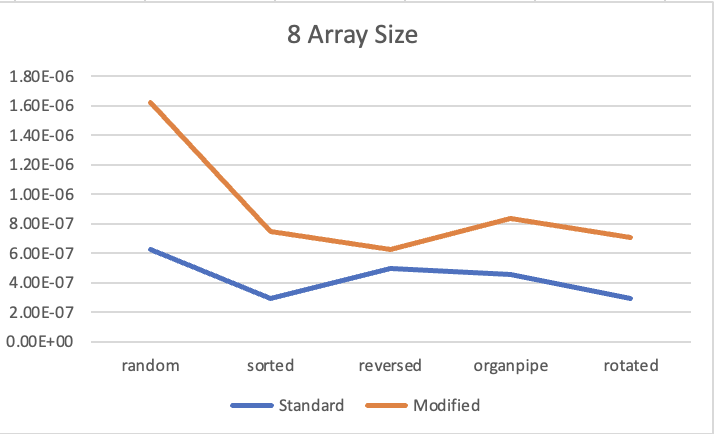 8 Array Size
1.80E-06
1.60E-06
1.40E-06
1.20E-06
1.00E-06
8.00E-07
6.00E-07
4.00E-07
2.00E-07
0.00E+00
random sorted reversed organpipe rotated
Standard Modified